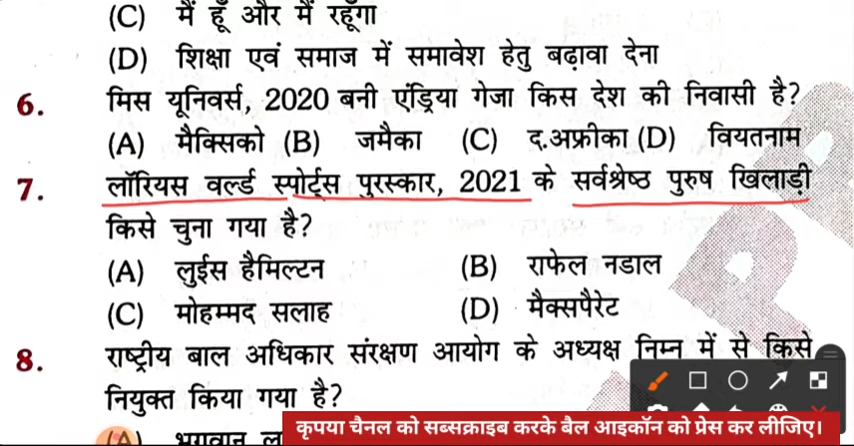 (C) मैं हूँ और मैं रहूँगा
(D) शिक्षा एवं समाज में समावेश हेतु बढ़ावा देना
6. मिस यूनिवर्स, 2020 बनी एंड्रिया गेजा किस देश की निवासी है?
(A) मैक्सिको (B) जमैका (C) द.अफ्रीका (D) वियतनाम
7. लॉरियस वर्ल्ड स्पोर्ट्स पुरस्कार, 2021 के सर्वश्रेष्ठ पुरुष खिलाड़ी
किसे चुना गया है?
(A) लुईस हैमिल्टन (B) राफेल नडाल
(C) मोहम्मद सलाह (D) मैक्सपैरेट
8. राष्ट्रीय बाल अधिकार संरक्षण आयोग के अध्यक्ष निम्न में से किसे
नियुक्त किया गया है?
(A) भगवान
कृपया चैनल को सब्सक्राइब करके बैल आइकॉन को प्रेस कर लीजिए।